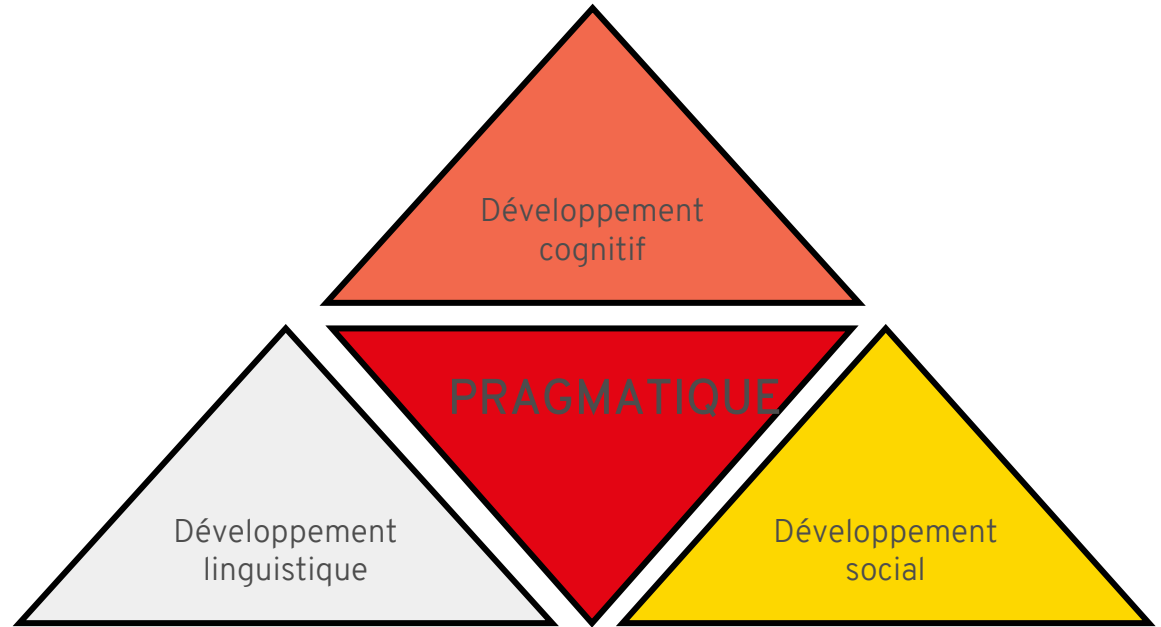 Développement
cognitif
PRAGMATIQUE
Développement
linguistique
Développement
social